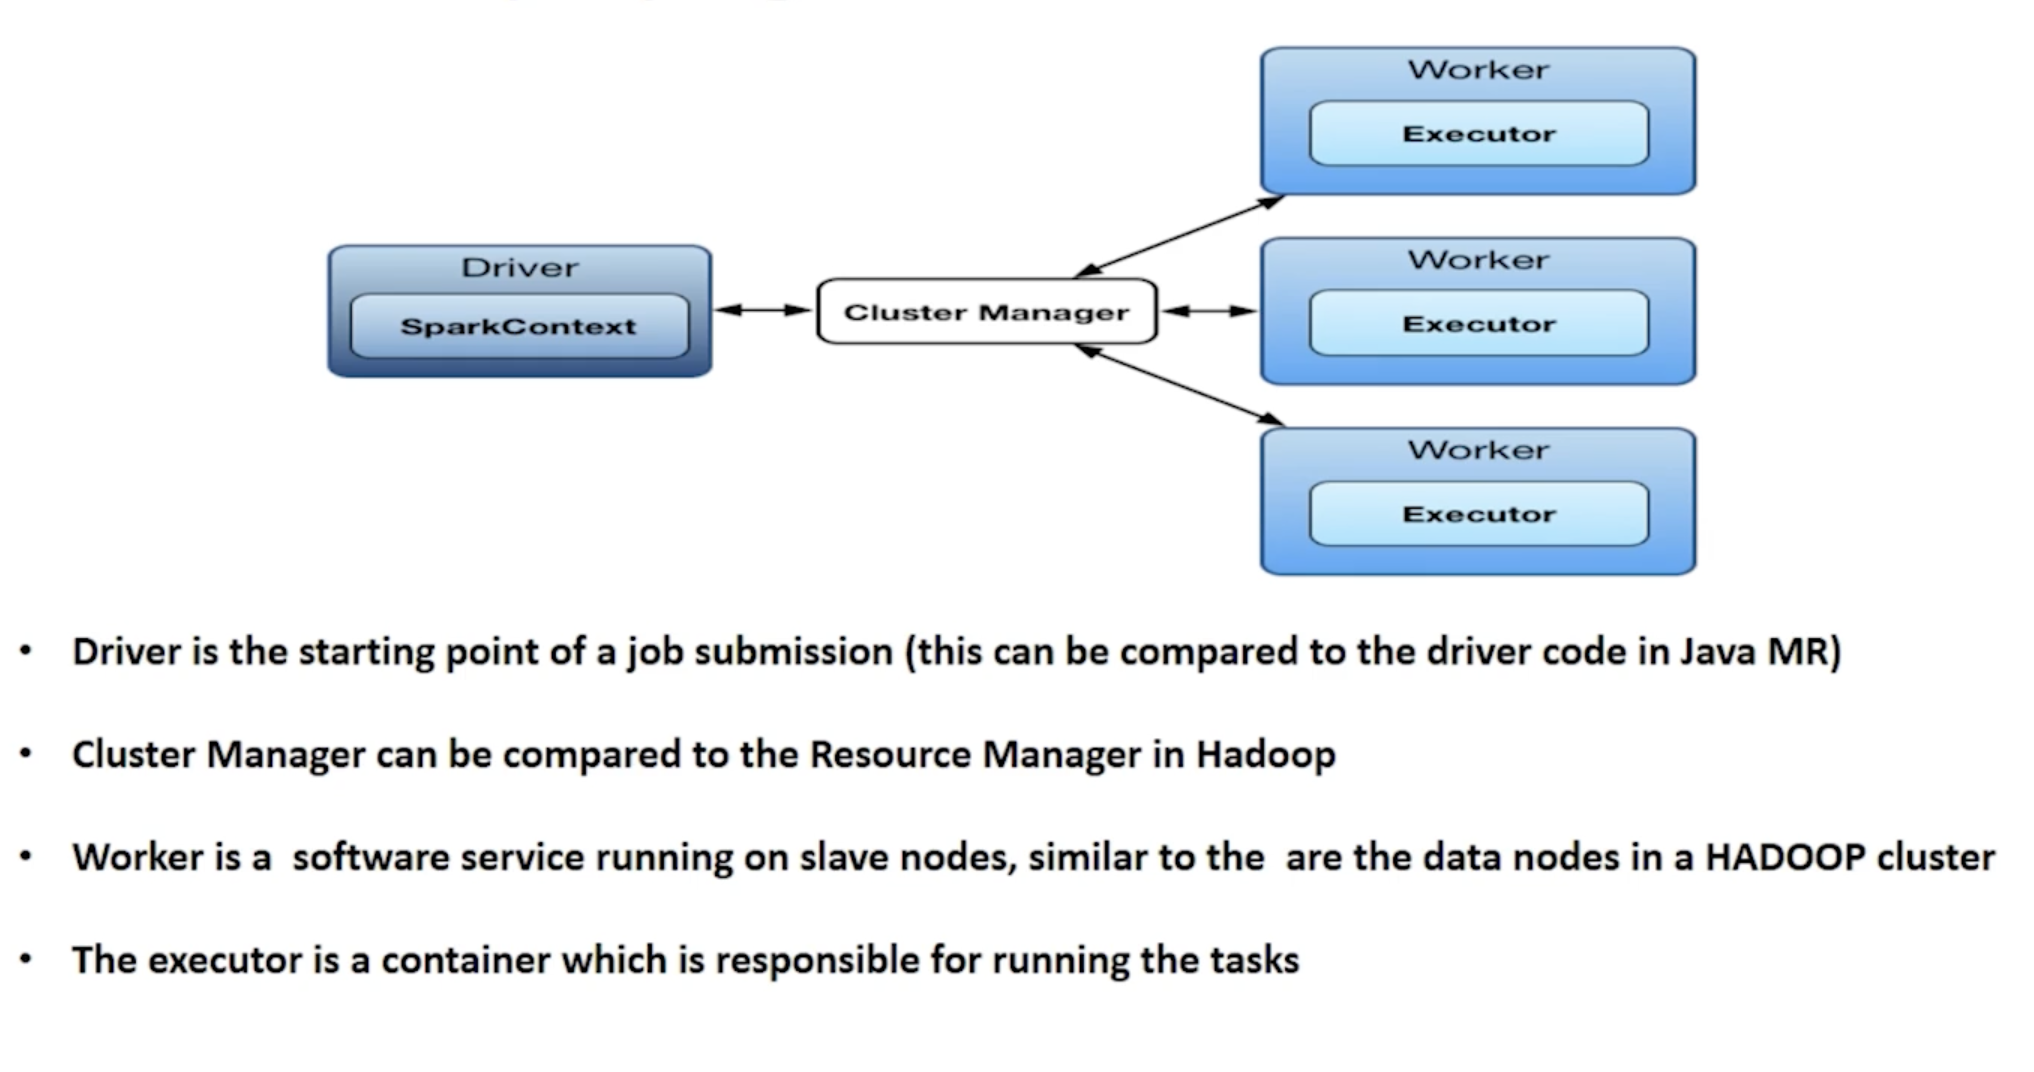 Worker
Executor
Driver
SparkContext
Cluster Manager
Worker
Executor
Worker
Executor
• Driver is the starting point of a job submission (this can be compared to the driver code in Java MR)
• Cluster Manager can be compared to the Resource Manager in Hadoop
• Worker is a  software service running on slave nodes, similar to the  are the data nodes in a HADOOP cluster
• The executor is a container which is responsible for running the tasks